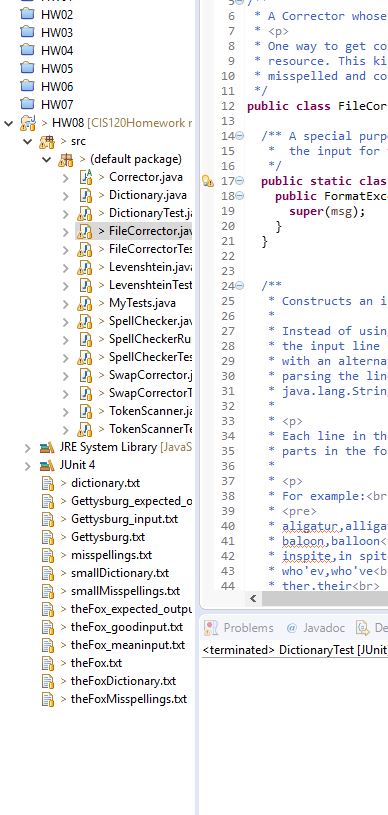 HW01
HW02
HW03
HW04
HW05
HW06
HW07
> HW08 [CIS120Homework r
src
> (default package)
> Corrector.java
> Dictionary.java
> DictionaryTest.ja
> FileCorrector.jav
> FileCorrectorTes
> Levenshtein.java
> LevenshteinTest
> MyTests.java
> SpellChecker.jav
> SpellCheckerRu
> SpellCheckerTes
> SwapCorrector.j
> SwapCorrectorT
> TokenScanner.ja
> TokenScannerTe
JRE System Library [JavaS
JUnit 4
> dictionary.txt
> Gettysburg_expected_o
> Gettysburg_input.txt
> Gettysburg.txt
> misspellings.txt
> smallDictionary.txt
> smallMisspellings.txt
> theFox_expected_outpu
> theFox_goodinput.txt
> theFox_meaninput.txt
> theFox.txt
> theFoxDictionary.txt
> theFoxMisspellings.txt
5 /**
6 * A Corrector whose
7 * <p>
8 * One way to get co
9 * resource. This ki
10 * misspelled and co
11 */
12 public class FileCor
13
14 /** A special purp
15 * the input for
16 */
17 public static clas
18 public FormatExc
19 super(msg);
20 }
21 }
22
23
24 /**
25 * Constructs an i
26 *
27 * Instead of usin
28 * the input line
29 * with an alterna
30 * parsing the lin
31 * java.lang.Strin
32 *
33 * <p>
34 * Each line in th
35 * parts in the fo
36 *
37 * <p>
38 * For example:<br
39 * <pre>
40 * aligatur,alliga
41 * baloon,balloon<
42 * inspite,in spit
43 * who'ev,who've<b
44 * ther,their<br>
Problems @ Javadoc De
<terminated> DictionaryTest [JUnit